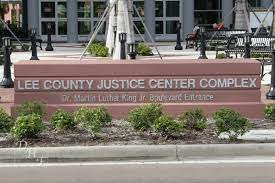 LEE COUNTY JUSTICE CENTER COMPLEX
Dr. Martin Luther King Jr. Boulevard Entrance